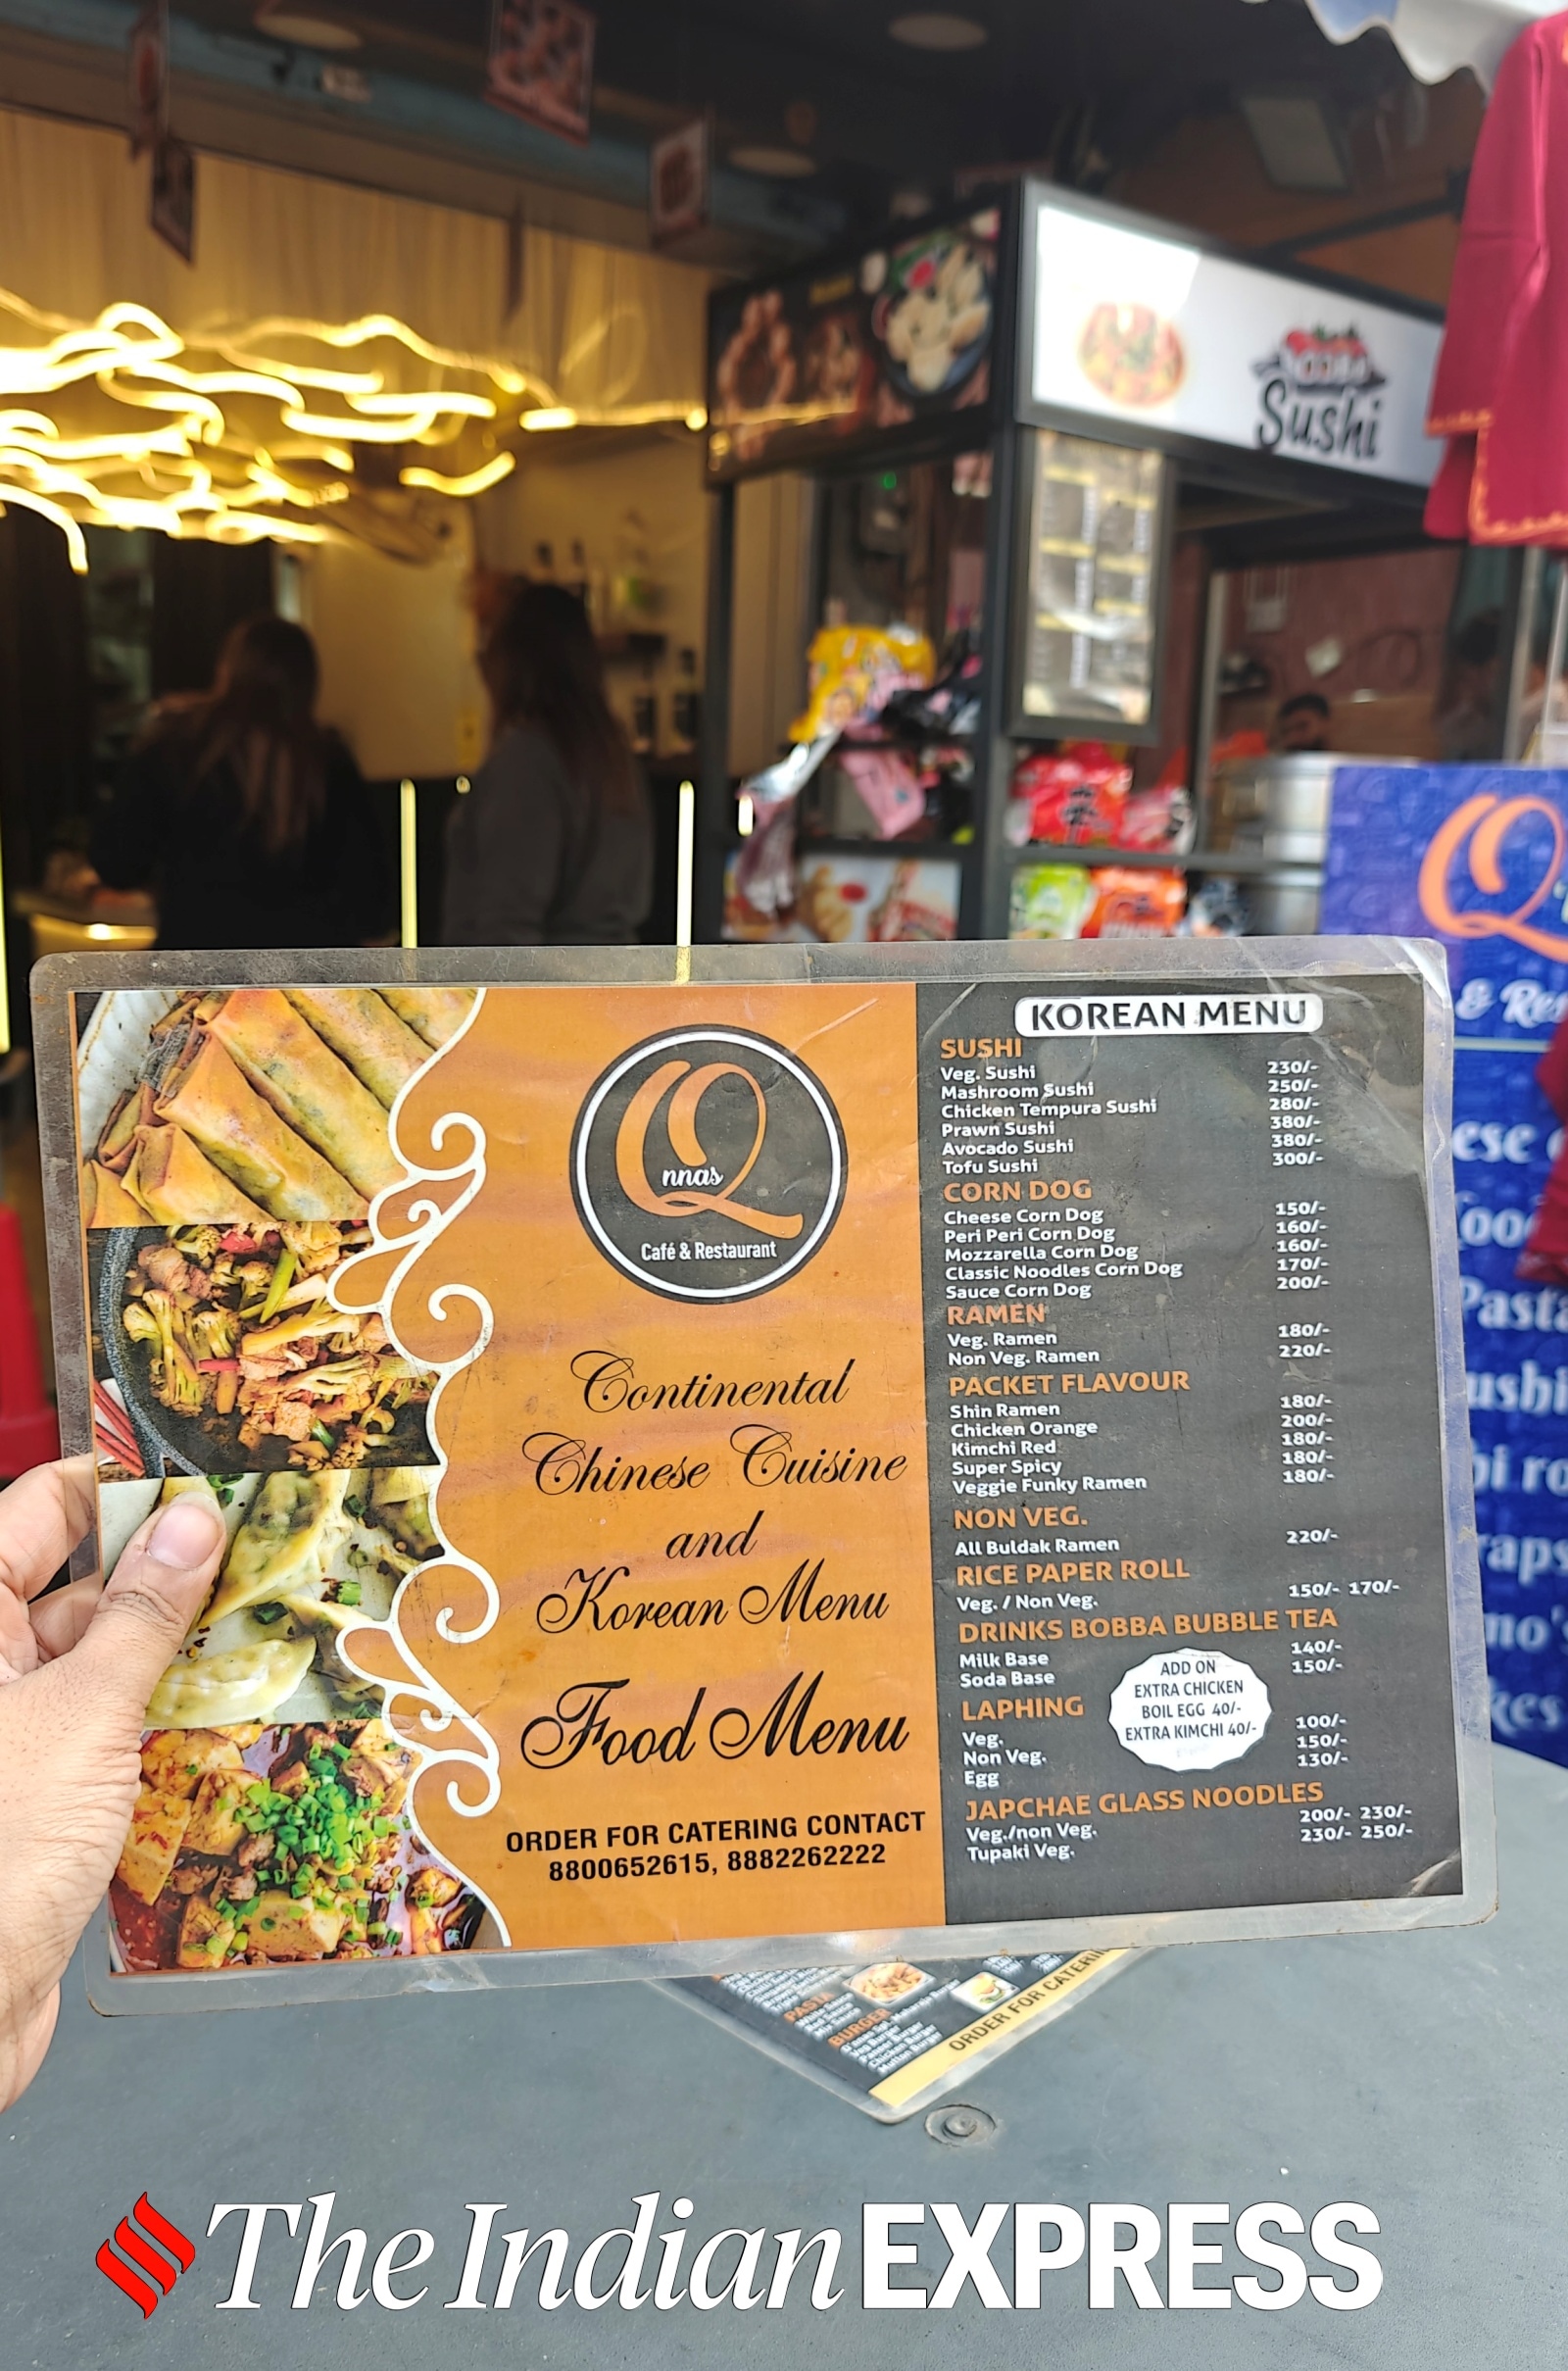 Sushi
Q
& Re
Qnnas
Café & Restaurant
Continental
Chinese Cuisine
and
Korean Menu
Food Menu
ORDER FOR CATERING CONTACT
8800652615, 8882262222
KOREAN MENU
SUSHI
Veg. Sushi 230/-
Mashroom Sushi 250/-
Chicken Tempura Sushi 280/-
Prawn Sushi 380/-
Avocado Sushi 380/-
Tofu Sushi 300/-
CORN DOG
Cheese Corn Dog 150/-
Peri Peri Corn Dog 160/-
Mozzarella Corn Dog 160/-
Classic Noodles Corn Dog 170/-
Sauce Corn Dog 200/-
RAMEN
Veg. Ramen 180/-
Non Veg. Ramen 220/-
PACKET FLAVOUR
Shin Ramen 180/-
Chicken Orange 200/-
Kimchi Red 180/-
Super Spicy 180/-
Veggie Funky Ramen 180/-
NON VEG.
All Buldak Ramen 220/-
RICE PAPER ROLL
Veg. / Non Veg. 150/- 170/-
DRINKS BOBBA BUBBLE TEA
Milk Base 140/-
Soda Base 150/-
ADD ON
EXTRA CHICKEN
BOIL EGG 40/-
EXTRA KIMCHI 40/-
LAPHING
Veg. 100/-
Non Veg. 150/-
Egg 130/-
JAPCHAE GLASS NOODLES
Veg./non Veg. 200/- 230/-
Tupaki Veg. 230/- 250/-
ese
Pasta
ushi
raps
PASTA
BURGER
ORDER FOR CATERIN
The Indian EXPRESS